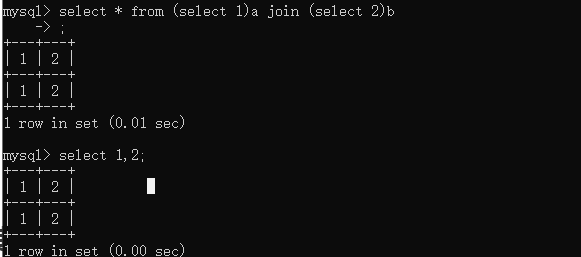 mysql> select * from (select 1)a join (select 2)b
    -> ;
+---+---+
| 1 | 2 |
+---+---+
| 1 | 2 |
+---+---+
1 row in set (0.01 sec)
mysql> select 1,2;
+---+---+
| 1 | 2 |
+---+---+
| 1 | 2 |
+---+---+
1 row in set (0.00 sec)